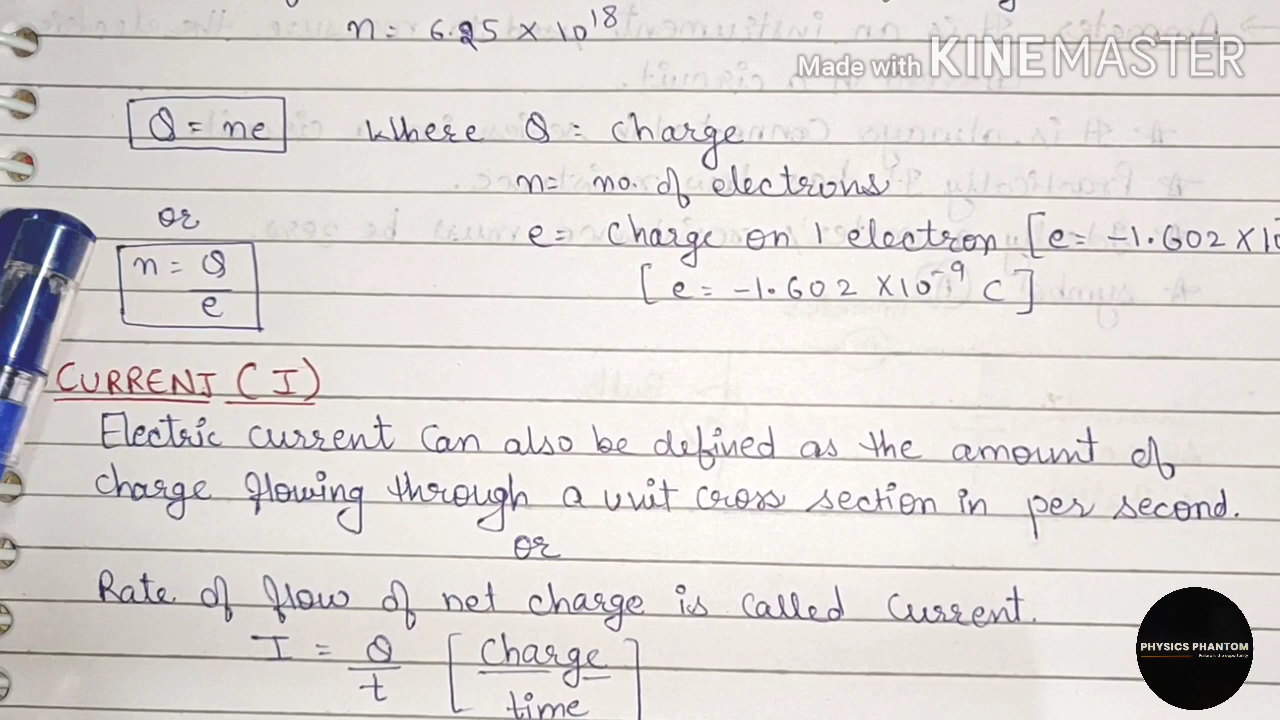 n = 6.25 × 10^18
Made with KINEMASTER
Q = ne where Q = charge
n = no. of electrons
or
e = charge on 1 electron [e = -1.602 × 10
n = Q/e
[e = -1.602 × 10^-9 C]
CURRENT (I)
Electric current can also be defined as the amount of
charge flowing through a unit cross section in per second.
or
Rate of flow of net charge is called current.
I = Q/t [charge/time]
PHYSICS PHANTOM